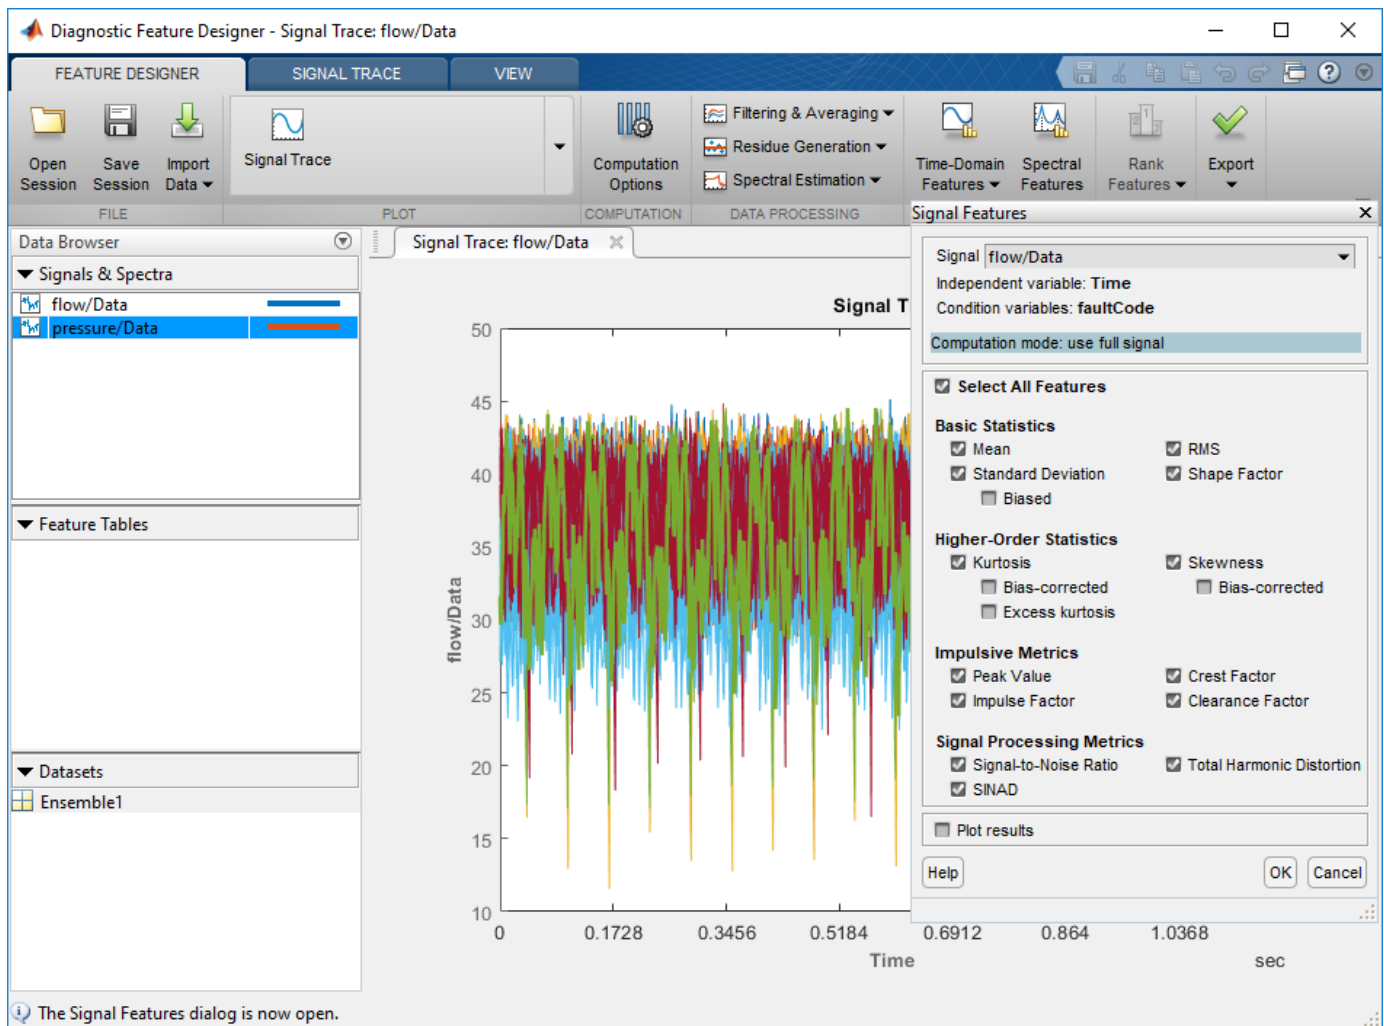 Diagnostic Feature Designer - Signal Trace: flow/Data
FEATURE DESIGNER
SIGNAL TRACE
VIEW
Open Session
Save Session
Import Data
Signal Trace
Computation Options
Filtering & Averaging
Residue Generation
Spectral Estimation
Time-Domain Features
Spectral Features
Rank Features
Export
FILE
PLOT
COMPUTATION
DATA PROCESSING
Data Browser
Signals & Spectra
flow/Data
pressure/Data
Feature Tables
Datasets
Ensemble1
Signal Trace: flow/Data
Signal T
50
45
40
35
30
25
20
15
10
flow/Data
0
0.1728
0.3456
0.5184
0.6912
0.864
1.0368
Time
sec
Signal Features
Signal flow/Data
Independent variable: Time
Condition variables: faultCode
Computation mode: use full signal
Select All Features
Basic Statistics
Mean
RMS
Standard Deviation
Shape Factor
Biased
Higher-Order Statistics
Kurtosis
Skewness
Bias-corrected
Bias-corrected
Excess kurtosis
Impulsive Metrics
Peak Value
Crest Factor
Impulse Factor
Clearance Factor
Signal Processing Metrics
Signal-to-Noise Ratio
Total Harmonic Distortion
SINAD
Plot results
Help
OK
Cancel
The Signal Features dialog is now open.